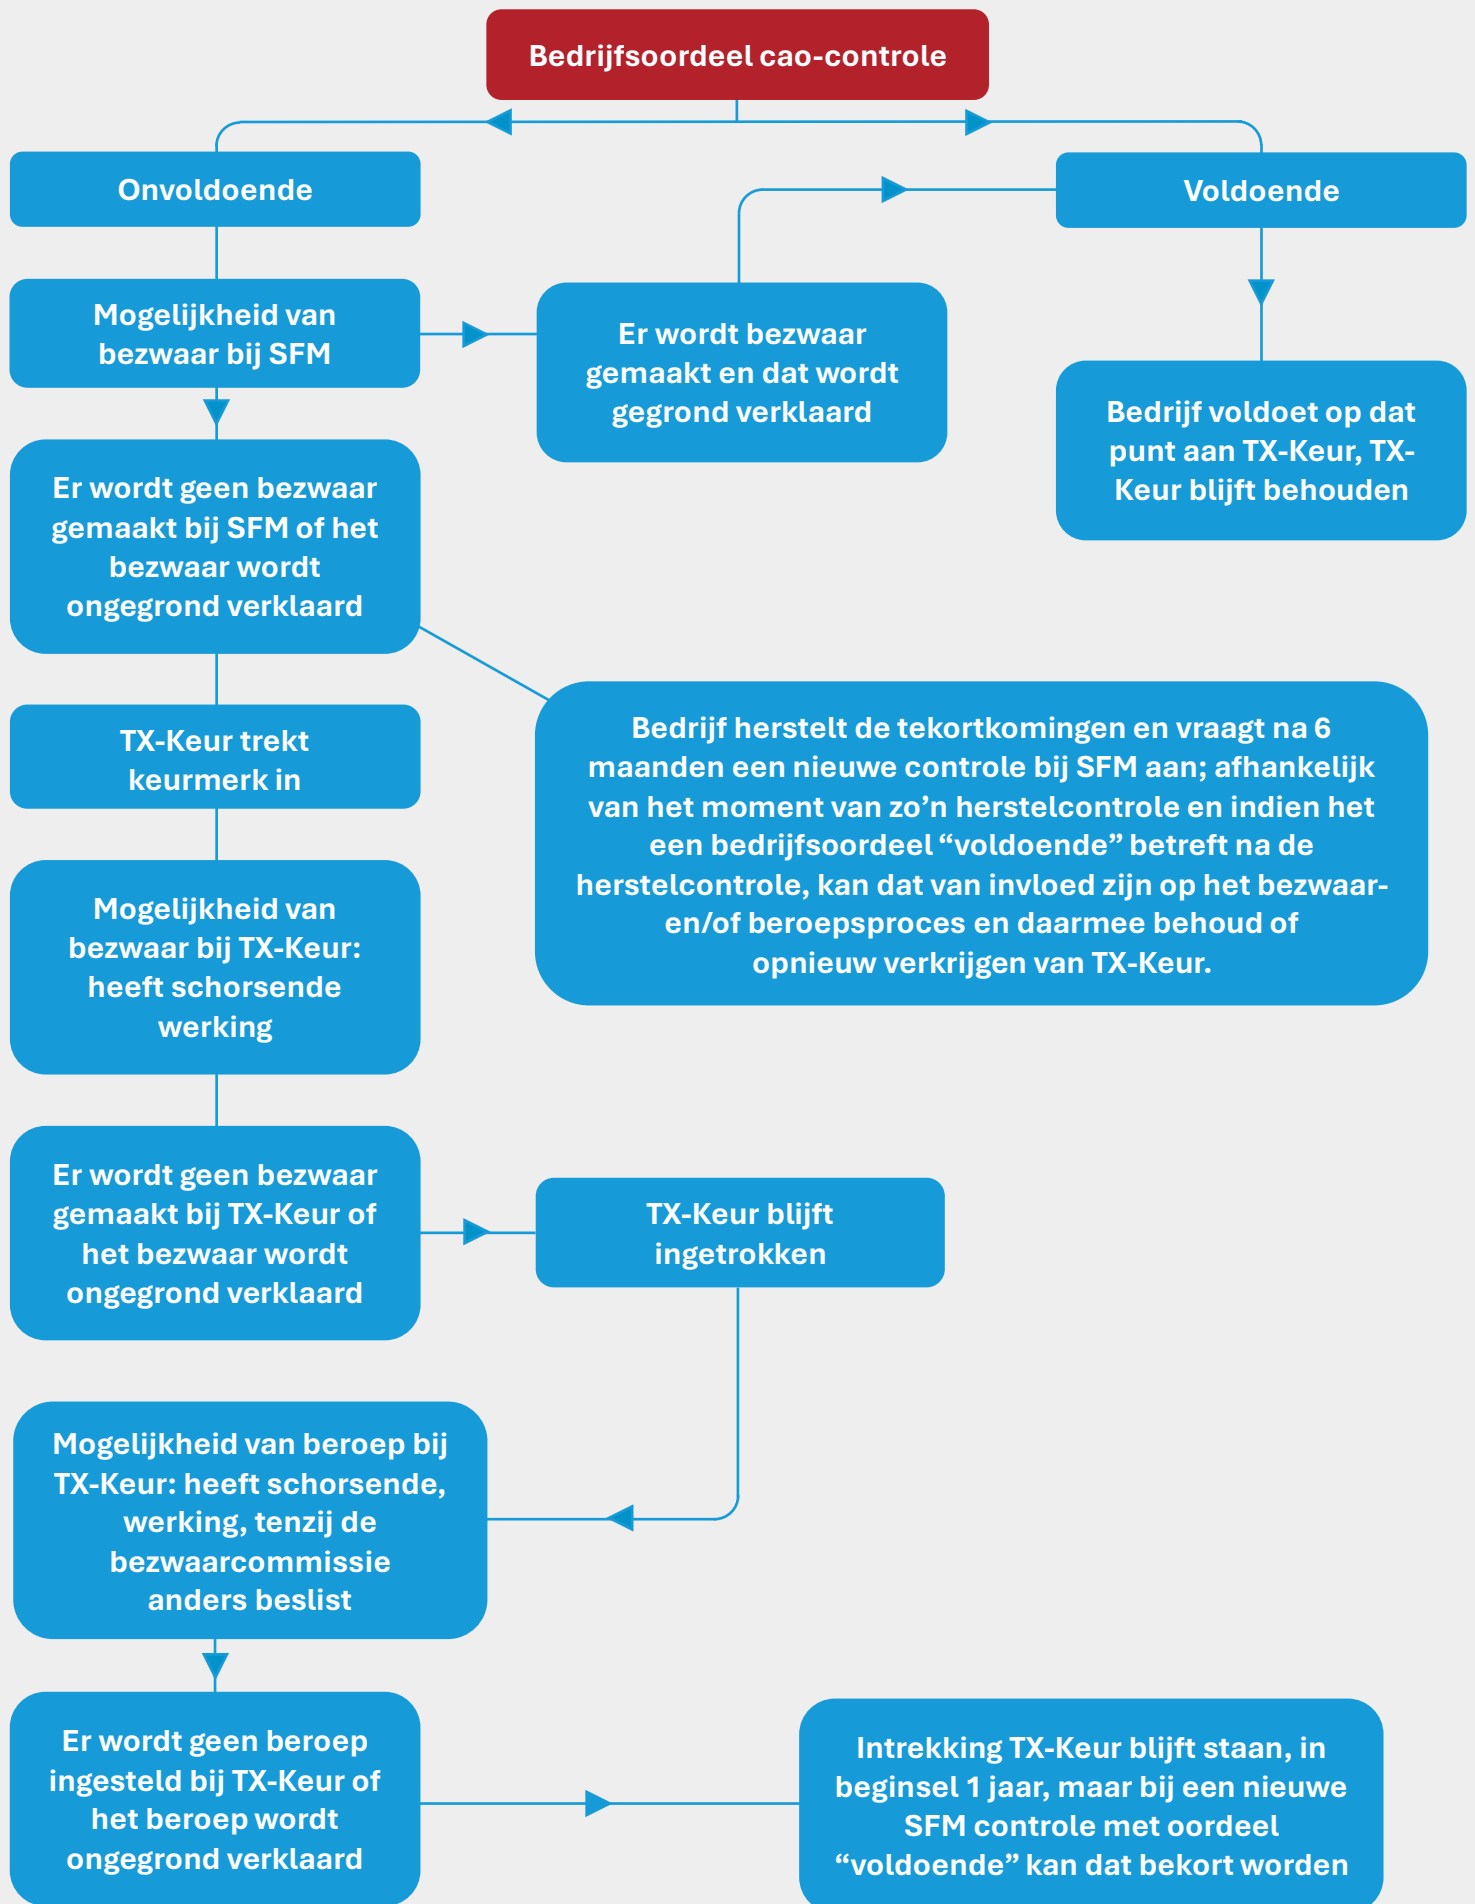 Bedrijfsoordeel cao-controle
Onvoldoende
Voldoende
Mogelijkheid van
bezwaar bij SFM
Er wordt bezwaar
gemaakt en dat wordt
gegrond verklaard
Bedrijf voldoet op dat
punt aan TX-Keur, TX-
Keur blijft behouden
Er wordt geen bezwaar
gemaakt bij SFM of het
bezwaar wordt
ongegrond verklaard
TX-Keur trekt
keurmerk in
Bedrijf herstelt de tekortkomingen en vraagt na 6
maanden een nieuwe controle bij SFM aan; afhankelijk
van het moment van zo’n herstelcontrole en indien het
een bedrijfsoordeel “voldoende” betreft na de
herstelcontrole, kan dat van invloed zijn op het bezwaar-
en/of beroepsproces en daarmee behoud of
opnieuw verkrijgen van TX-Keur.
Mogelijkheid van
bezwaar bij TX-Keur:
heeft schorsende
werking
Er wordt geen bezwaar
gemaakt bij TX-Keur of
het bezwaar wordt
ongegrond verklaard
TX-Keur blijft
ingetrokken
Mogelijkheid van beroep bij
TX-Keur: heeft schorsende,
werking, tenzij de
bezwaarcommissie
anders beslist
Er wordt geen beroep
ingesteld bij TX-Keur of
het beroep wordt
ongegrond verklaard
Intrekking TX-Keur blijft staan, in
beginsel 1 jaar, maar bij een nieuwe
SFM controle met oordeel
“voldoende” kan dat bekort worden